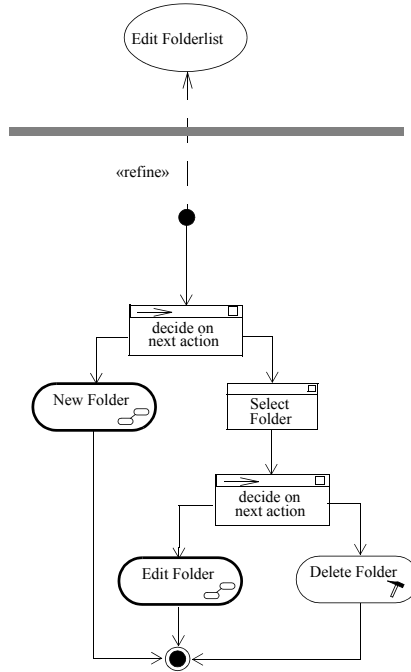 Edit Folderlist
«refine»
decide on
next action
New Folder
Select
Folder
decide on
next action
Edit Folder
Delete Folder